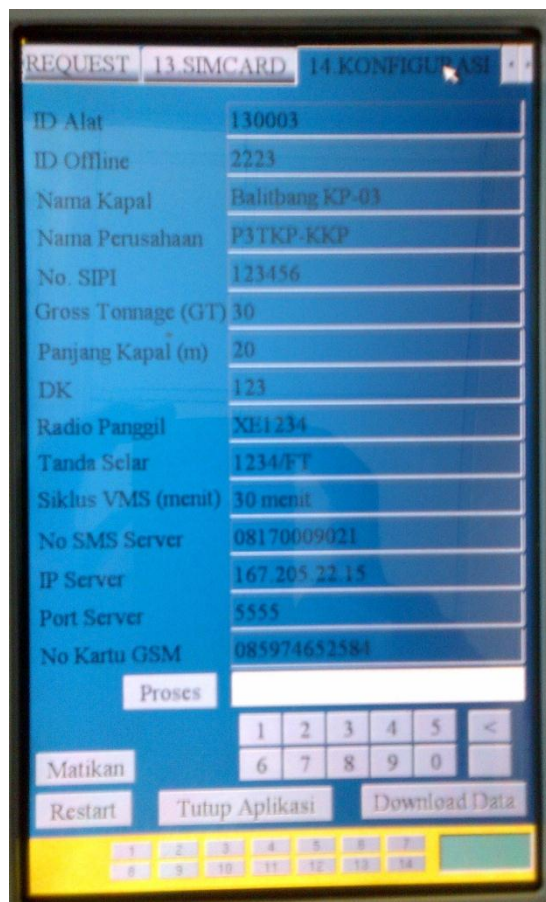 REQUEST 13.SIMCARD 14.KONFIGURASI
ID Alat 130003
ID Offline 2223
Nama Kapal Balitbang KP-03
Nama Perusahaan P3TKP-KKP
No. SIPI 123456
Gross Tonnage (GT) 30
Panjang Kapal (m) 20
DK 123
Radio Panggil XE1234
Tanda Selar 1234/FT
Siklus VMS (menit) 30 menit
No SMS Server 08170009021
IP Server 167.205.22.15
Port Server 5555
No Kartu GSM 085974652584
Proses
1 2 3 4 5 <
Matikan 6 7 8 9 0
Restart Tutup Aplikasi Download Data
1 2 3 4 5 6 7
8 9 10 11 12 13 14